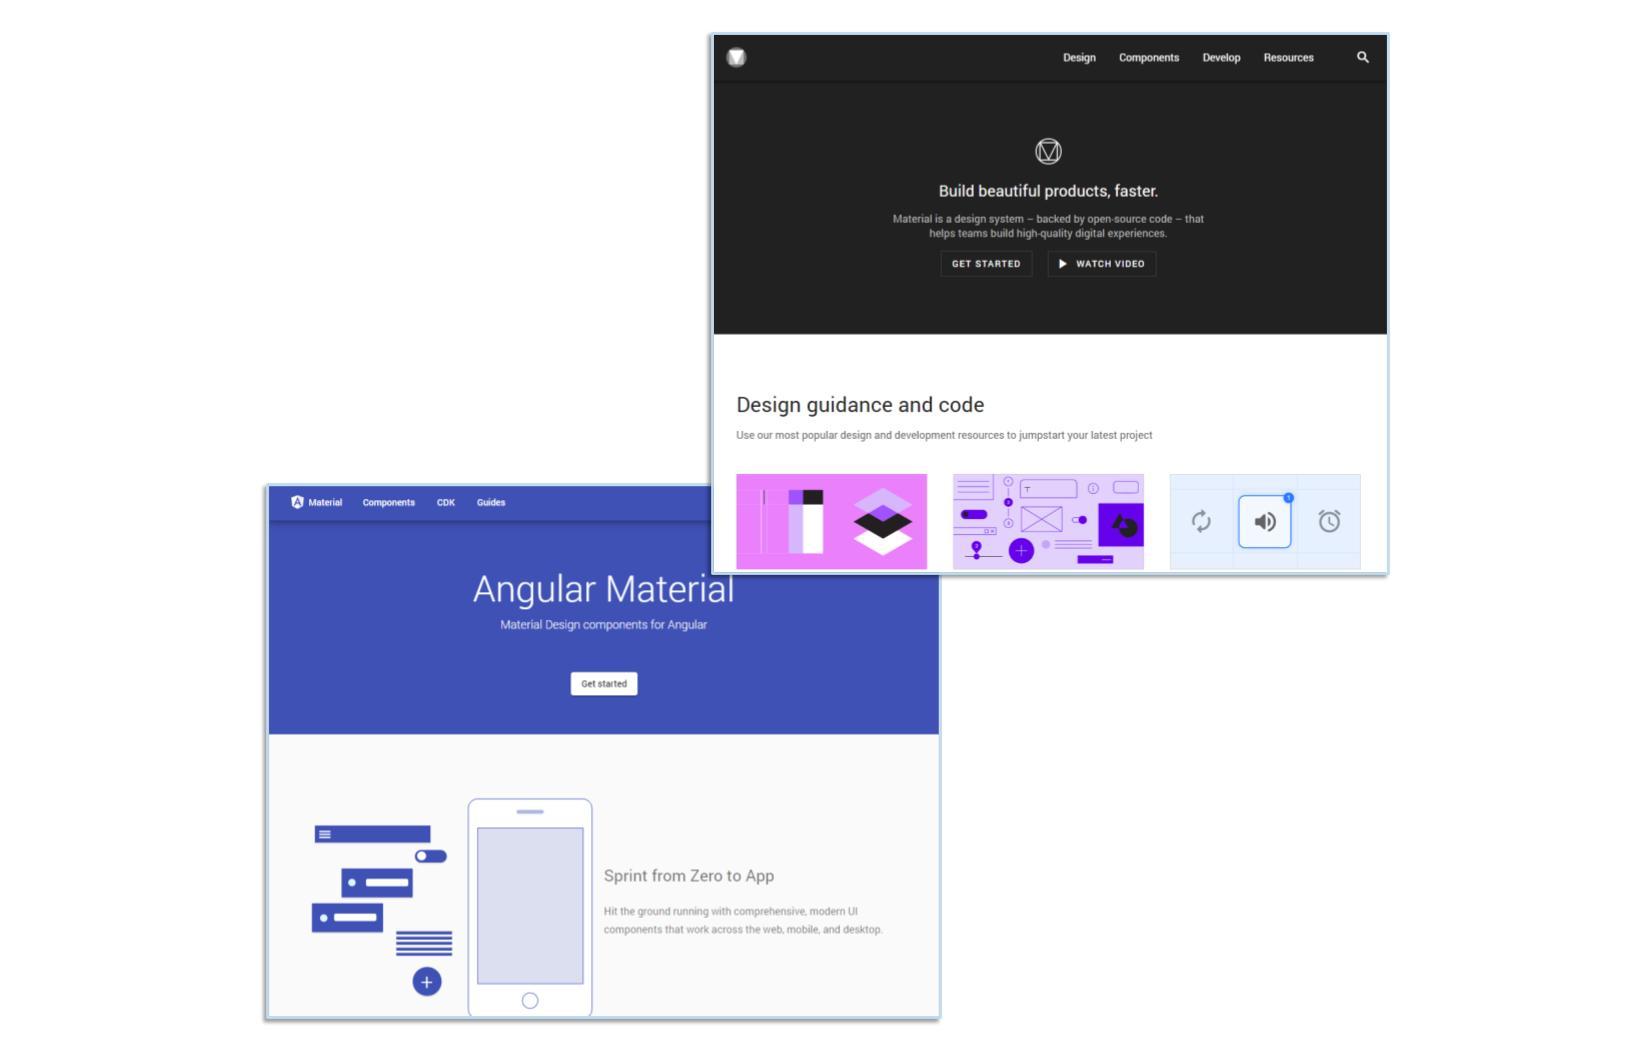 Design Components Develop Resources
Build beautiful products, faster.
Material is a design system – backed by open-source code – that
helps teams build high-quality digital experiences.
GET STARTED WATCH VIDEO
Design guidance and code
Use our most popular design and development resources to jumpstart your latest project
Material Components CDK Guides
Angular Material
Material Design components for Angular
Get started
Sprint from Zero to App
Hit the ground running with comprehensive, modern UI
components that work across the web, mobile, and desktop.